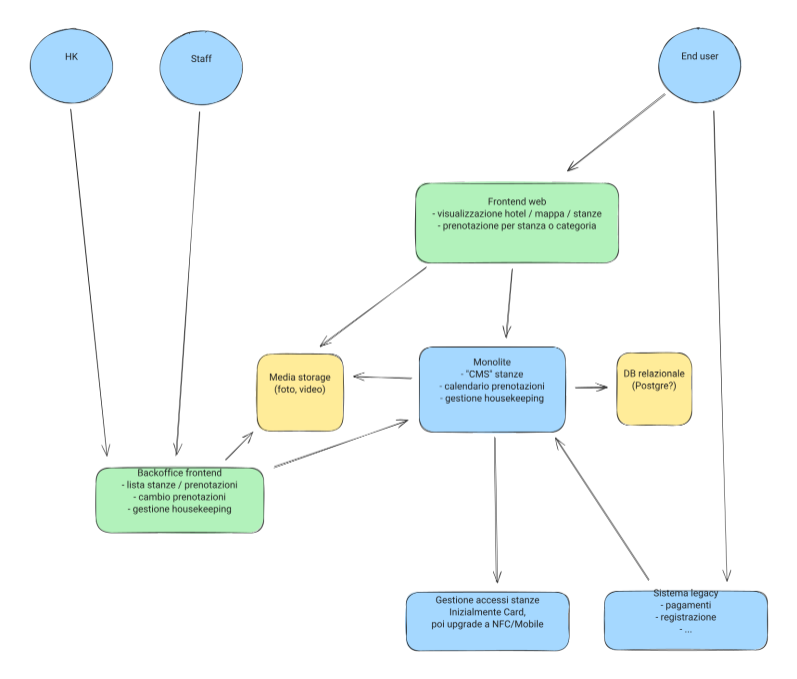 HK
Staff
End user
Frontend web
- visualizzazione hotel / mappa / stanze
- prenotazione per stanza o categoria
Media storage
(foto, video)
Monolite
- "CMS" stanze
- calendario prenotazioni
- gestione housekeeping
DB relazionale
(Postgre?)
Backoffice frontend
- lista stanze / prenotazioni
- cambio prenotazioni
- gestione housekeeping
Gestione accessi stanze
Inizialmente Card,
poi upgrade a NFC/Mobile
Sistema legacy
- pagamenti
- registrazione
- ...